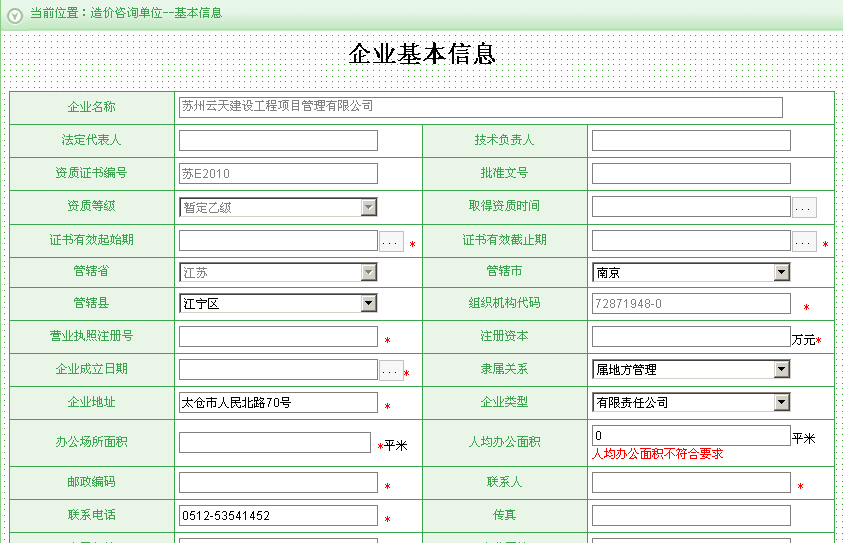 当前位置：造价咨询单位--基本信息
企业基本信息
企业名称 苏州云天建设工程项目管理有限公司
法定代表人 技术负责人
资质证书编号 苏E2010 批准文号
资质等级 暂定乙级 取得资质时间 ...
证书有效起始期 ... * 证书有效截止期 ... *
管辖省 江苏 管辖市 南京
管辖县 江宁区 组织机构代码 72871948-0 *
营业执照注册号 * 注册资本 万元*
企业成立日期 ...* 隶属关系 属地方管理
企业地址 太仓市人民北路70号 * 企业类型 有限责任公司
办公场所面积 *平米 人均办公面积 0 平米
人均办公面积不符合要求
邮政编码 * 联系人 *
联系电话 0512-53541452 * 传真